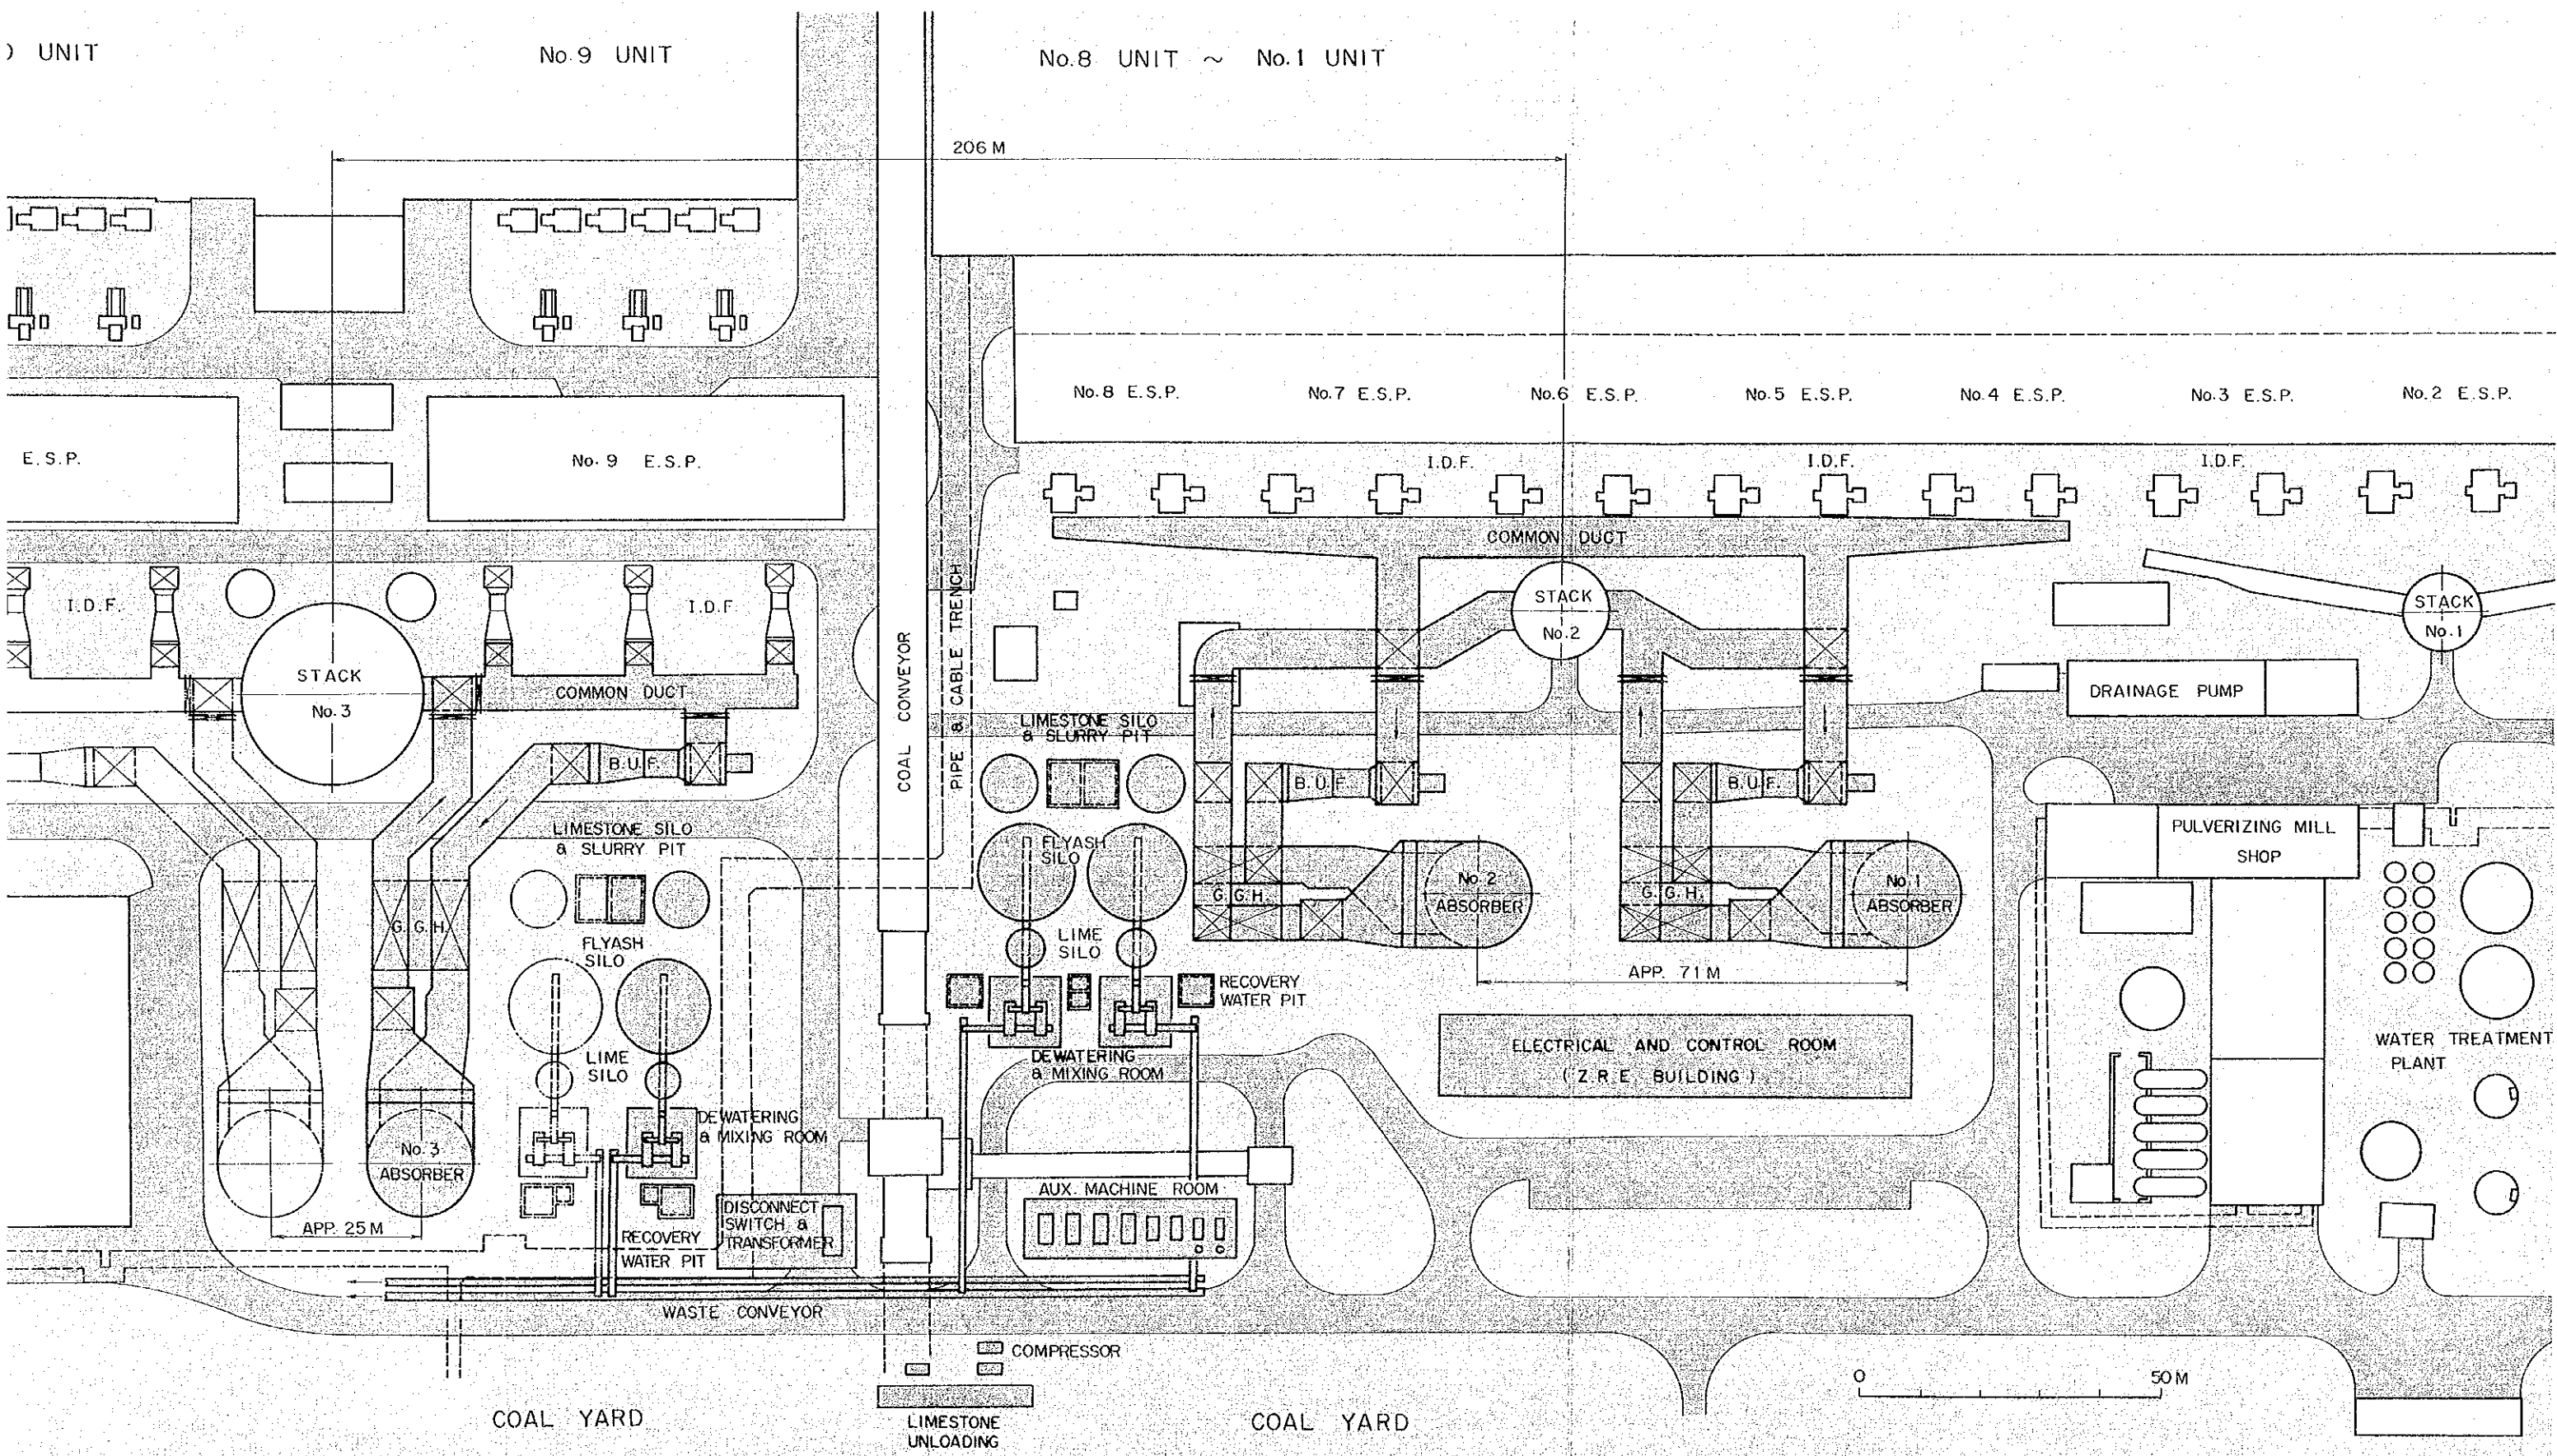 ) UNIT
No.9 UNIT
No.8 UNIT ~ No.1 UNIT
206 M
No.8 E.S.P.
No.7 E.S.P.
No.6 E.S.P.
No.5 E.S.P.
No.4 E.S.P.
No.3 E.S.P.
No.2 E.S.P.
E.S.P.
No. 9 E.S.P.
I.D.F.
I.D.F.
I.D.F.
COMMON DUCT
I.D.F.
I.D.F
STACK
No.3
COMMON DUCT
COAL CONVEYOR
PIPE & CABLE TRENCH
STACK
No.2
STACK
No.1
DRAINAGE PUMP
LIMESTONE SILO
& SLURRY PIT
B.U.F.
B.U.F
B.U.F.
LIMESTONE SILO
& SLURRY PIT
FLYASH
SILO
PULVERIZING MILL
SHOP
G.G.H.
G.G.H.
G.G.H.
No.2
ABSORBER
No.1
ABSORBER
FLYASH
SILO
LIME
SILO
APP. 71 M
RECOVERY
WATER PIT
LIME
SILO
DEWATERING
& MIXING ROOM
ELECTRICAL AND CONTROL ROOM
( Z.R.E BUILDING )
WATER TREATMENT
PLANT
DEWATERING
& MIXING ROOM
No.3
ABSORBER
APP. 25 M
RECOVERY
WATER PIT
DISCONNECT
SWITCH &
TRANSFORMER
AUX. MACHINE ROOM
WASTE CONVEYOR
COMPRESSOR
0 50 M
COAL YARD
LIMESTONE
UNLOADING
COAL YARD